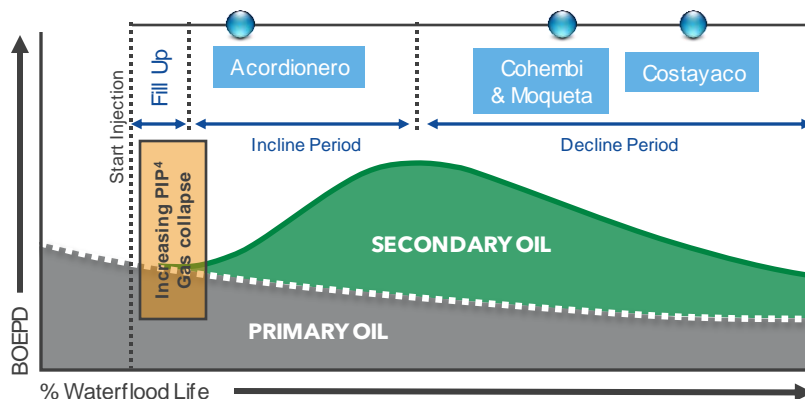 Acordionero
Cohembi
& Moqueta
Costayaco
Start Injection
Fill Up
Incline Period
Decline Period
Increasing PIP4
Gas collapse
SECONDARY OIL
PRIMARY OIL
BOEPD
% Waterflood Life